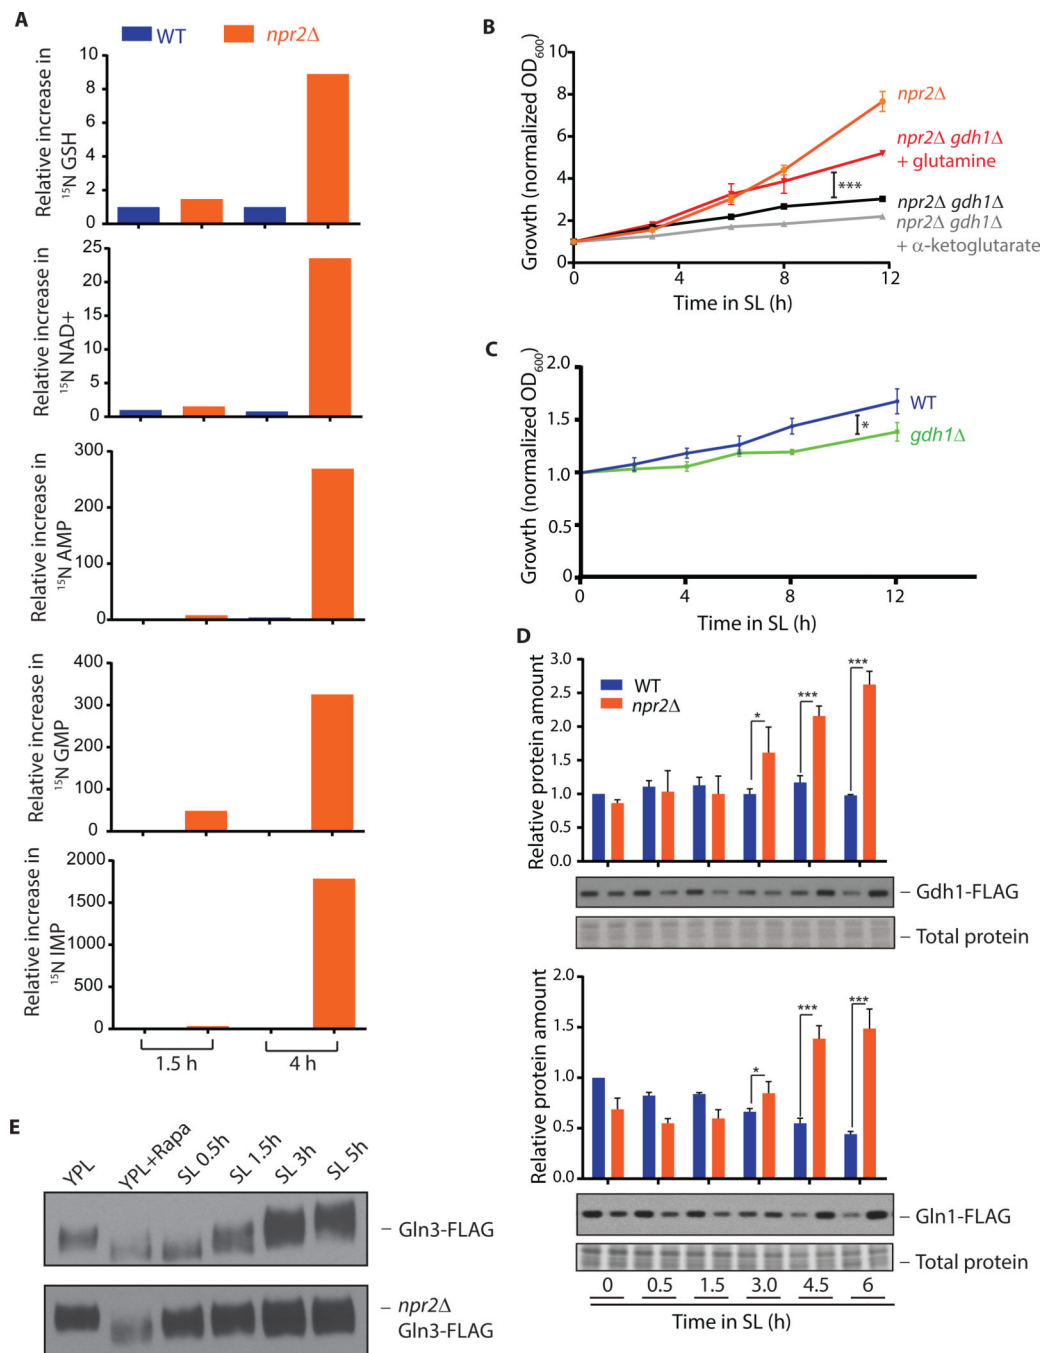 A
WT
npr2Δ
Relative increase in
¹⁵N GSH
10
8
6
4
2
0
Relative increase in
¹⁵N NAD+
25
20
15
10
5
0
Relative increase in
¹⁵N AMP
300
200
100
0
Relative increase in
¹⁵N GMP
400
300
200
100
0
Relative increase in
¹⁵N IMP
2000
1500
1000
500
0
1.5 h
4 h
B
Growth (normalized OD₆₀₀)
10
8
6
4
2
0
0
4
8
12
Time in SL (h)
npr2Δ
npr2Δ gdh1Δ
+ glutamine
***
npr2Δ gdh1Δ
npr2Δ gdh1Δ
+ α-ketoglutarate
C
Growth (normalized OD₆₀₀)
2.0
1.5
1.0
0.5
0
0
4
8
12
Time in SL (h)
WT
*
gdh1Δ
D
Relative protein amount
3.0
2.5
2.0
1.5
1.0
0.5
0.0
WT
npr2Δ
*
***
***
– Gdh1-FLAG
– Total protein
Relative protein amount
2.0
1.5
1.0
0.5
0.0
*
***
***
– Gln1-FLAG
– Total protein
0
0.5
1.5
3.0
4.5
6
Time in SL (h)
E
YPL
YPL+Rapa
SL 0.5h
SL 1.5h
SL 3h
SL 5h
– Gln3-FLAG
– npr2Δ
Gln3-FLAG